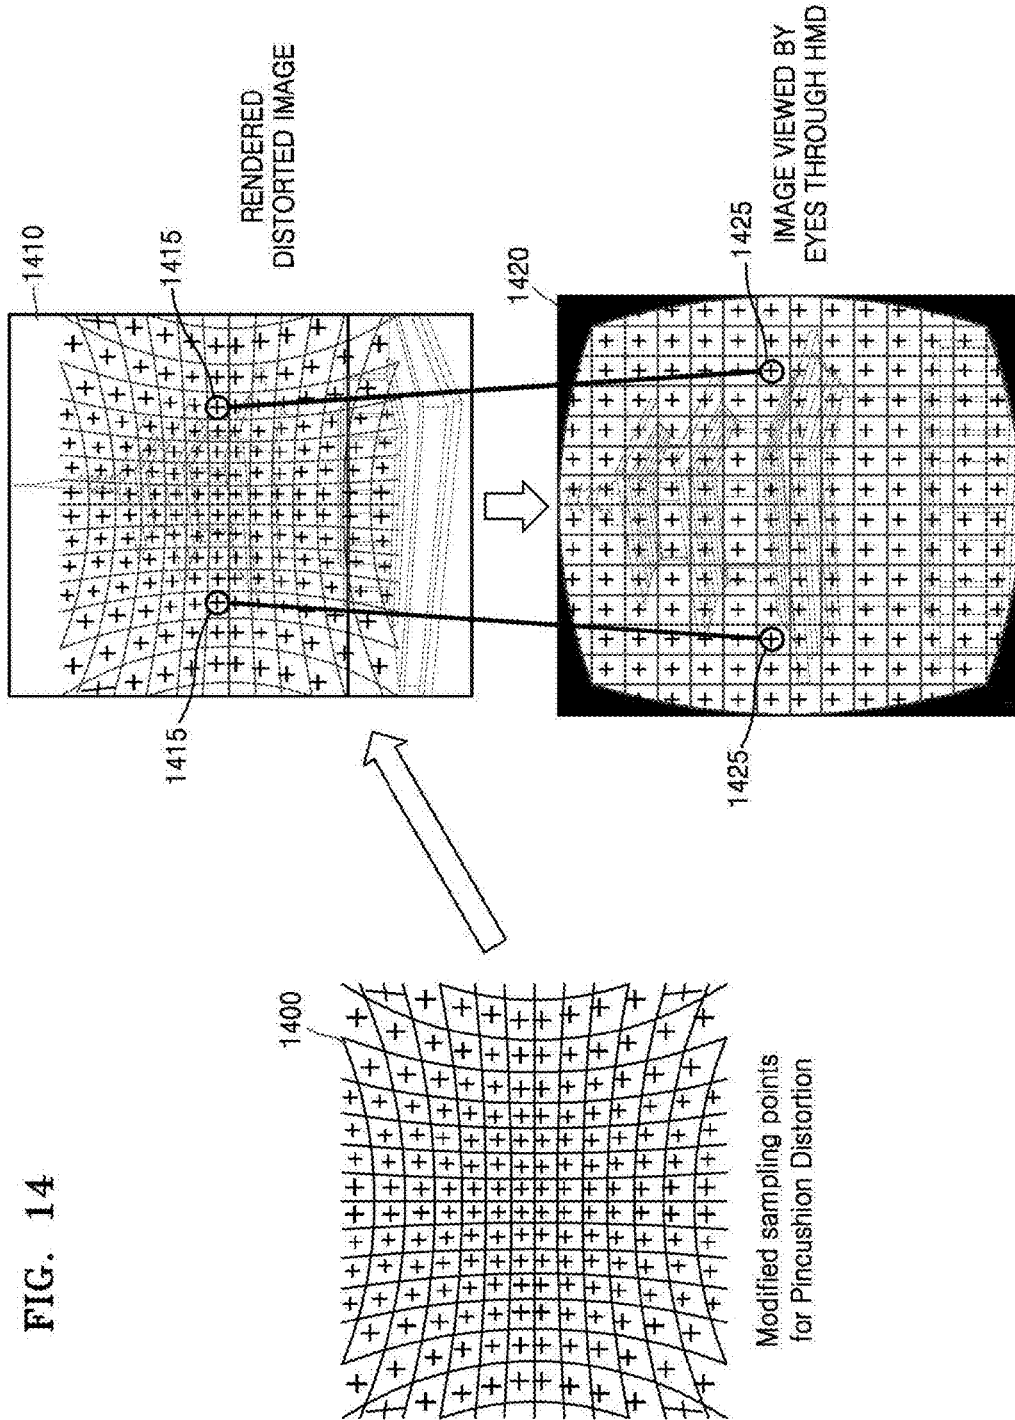 FIG. 14
1400
Modified sampling points
for Pincushion Distortion
1410
1415
1415
RENDERED
DISTORTED IMAGE
1420
1425
1425
IMAGE VIEWED BY
EYES THROUGH HMD